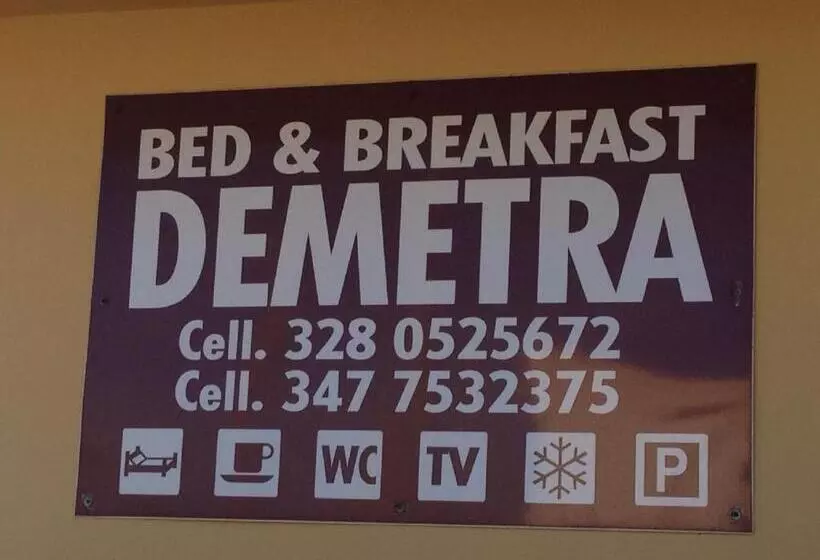 BED & BREAKFAST
DEMETRA
Cell. 328 0525672
Cell. 347 7532375
WC TV P